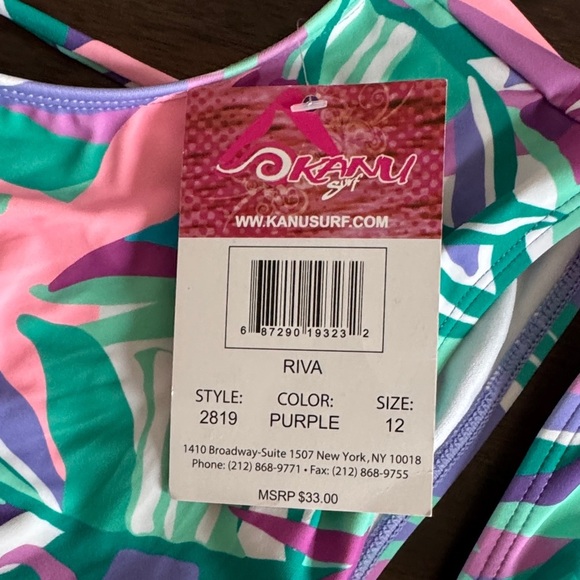 KANU
Surf
WW.KANUSURF.COM
6 87290 19323 2
RIVA
STYLE: COLOR: SIZE:
2819 PURPLE 12
1410 Broadway-Suite 1507 New York, NY 10018
Phone: (212) 868-9771 • Fax: (212) 868-9755
MSRP $33.00